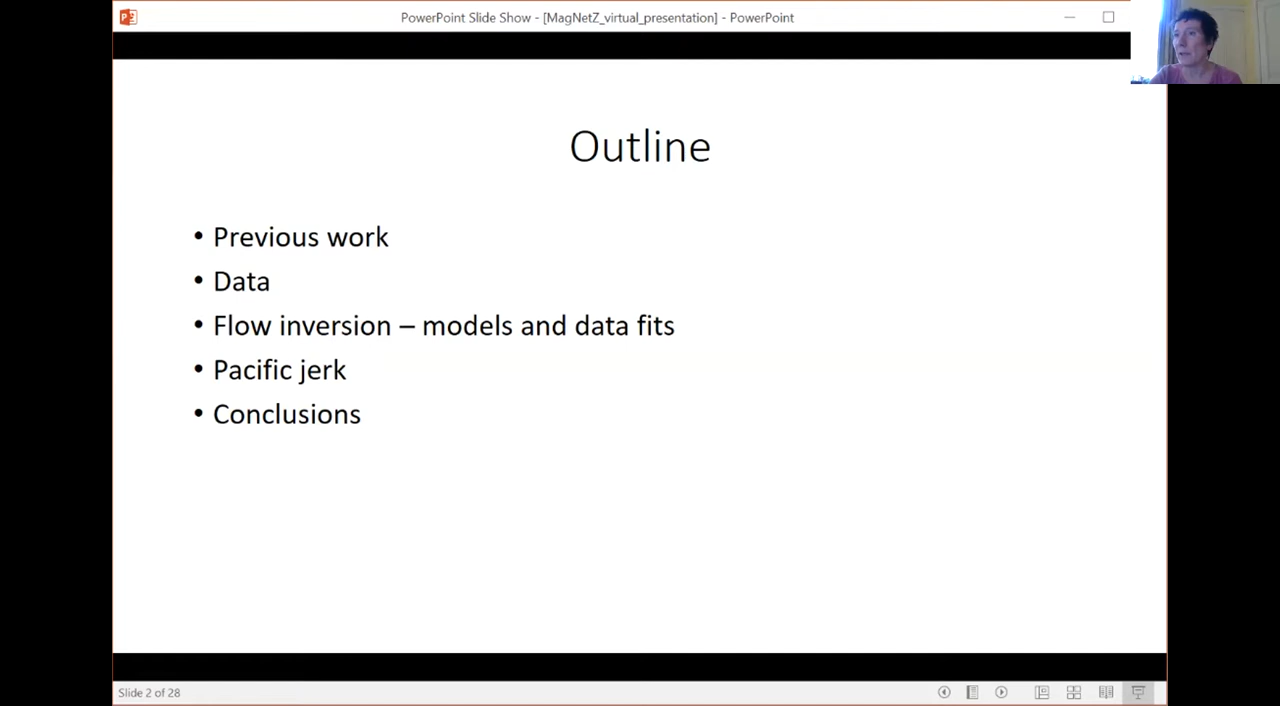 PowerPoint Slide Show - [MagNetZ_virtual_presentation] - PowerPoint
Outline
• Previous work
• Data
• Flow inversion – models and data fits
• Pacific jerk
• Conclusions
Slide 2 of 28